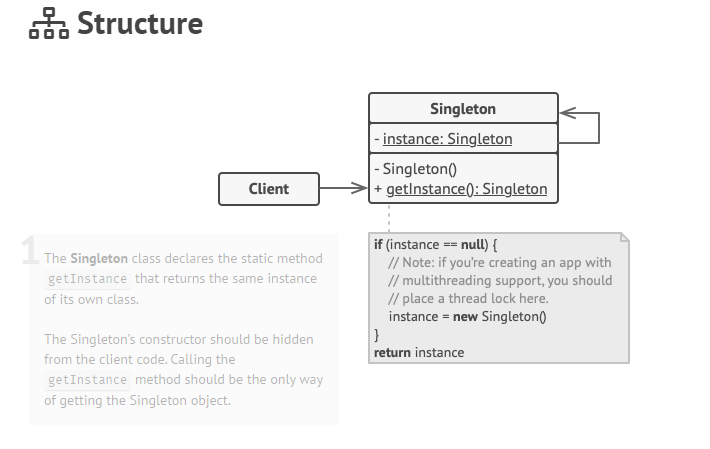 Structure
Singleton
- instance: Singleton
- Singleton()
+ getInstance(): Singleton
Client
1
The Singleton class declares the static method
getInstance that returns the same instance
of its own class.
The Singleton's constructor should be hidden
from the client code. Calling the
getInstance method should be the only way
of getting the Singleton object.
if (instance == null) {
// Note: if you're creating an app with
// multithreading support, you should
// place a thread lock here.
instance = new Singleton()
}
return instance